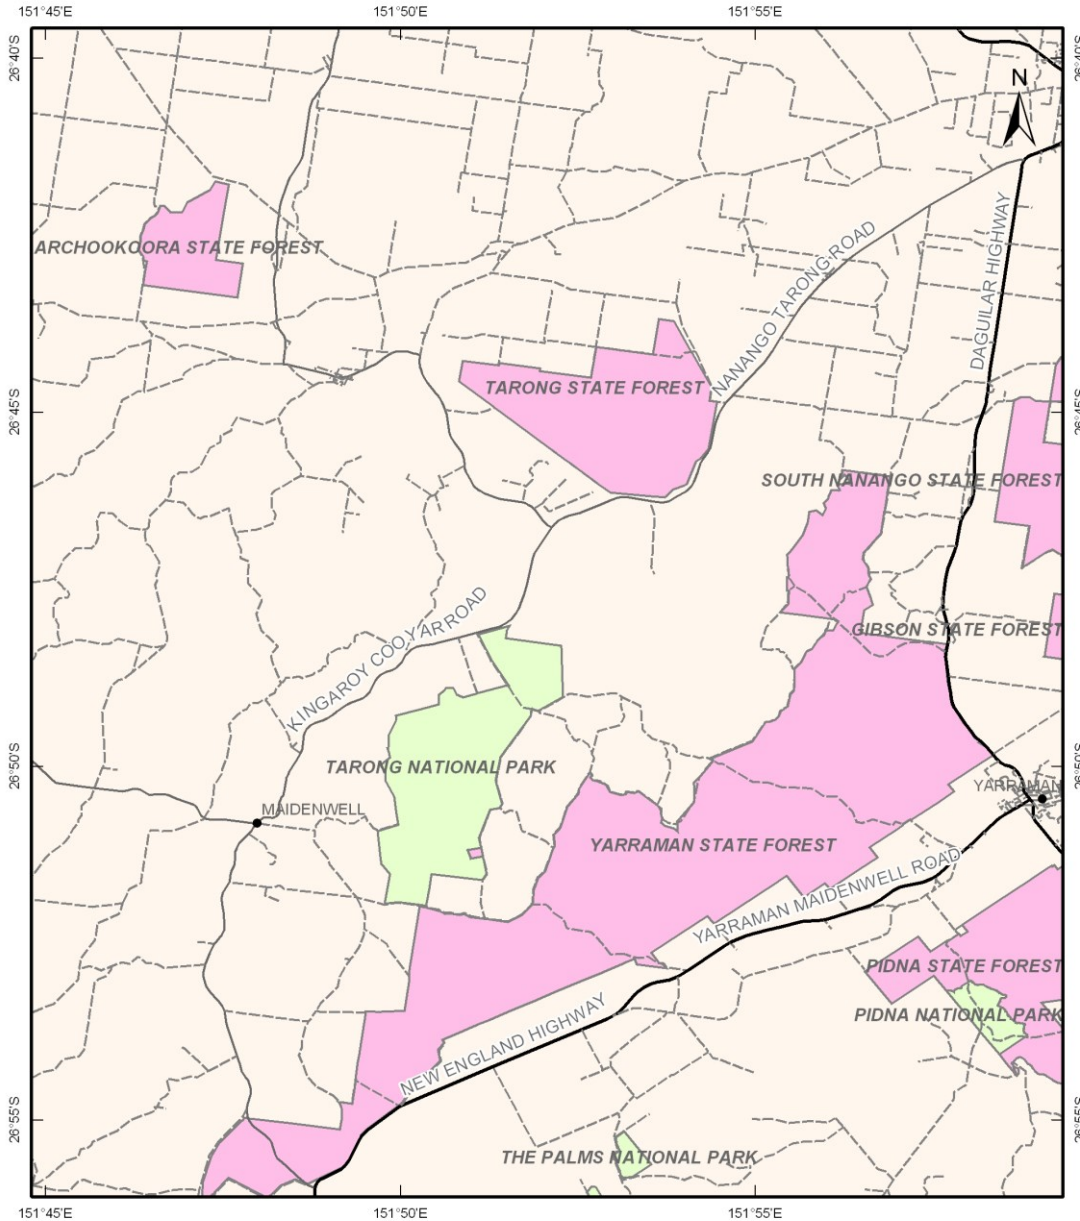 151°45'E
151°50'E
151°55'E
26°40'S
26°40'S
N
ARCHOOKOORA STATE FOREST
NANANGO TARONG ROAD
DAGUILAR HIGHWAY
TARONG STATE FOREST
26°45'S
26°45'S
SOUTH NANANGO STATE FOREST
KINGAROY COOYAR ROAD
GIBSON STATE FOREST
26°50'S
26°50'S
TARONG NATIONAL PARK
YARRAMAN
MAIDENWELL
YARRAMAN STATE FOREST
YARRAMAN MAIDENWELL ROAD
PIDNA STATE FOREST
PIDNA NATIONAL PARK
NEW ENGLAND HIGHWAY
26°55'S
26°55'S
THE PALMS NATIONAL PARK
151°45'E
151°50'E
151°55'E